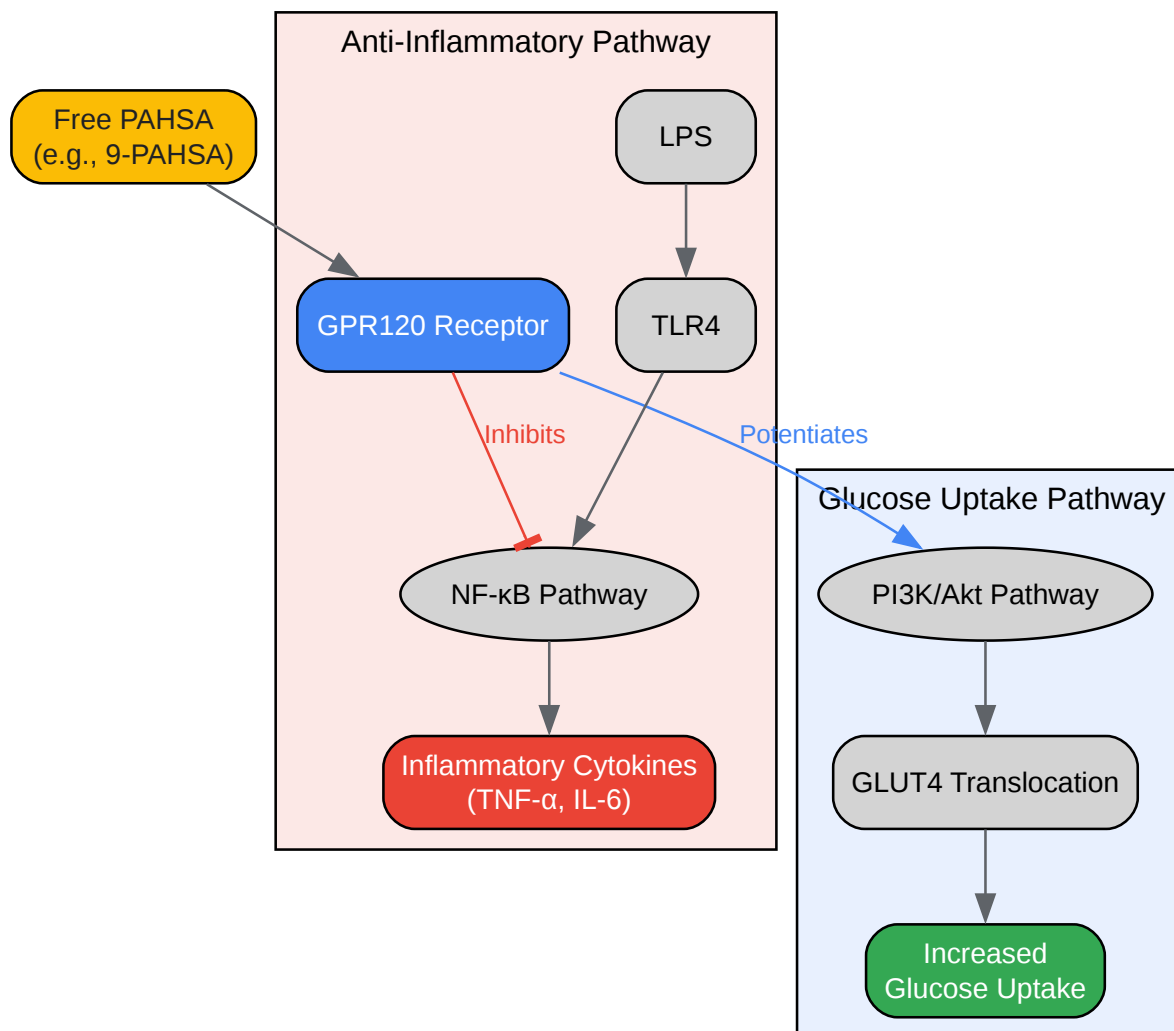 Anti-Inflammatory Pathway
Free PAHSA
(e.g., 9-PAHSA)
LPS
GPR120 Receptor
TLR4
Inhibits
Potentiates
Glucose Uptake Pathway
NF-κB Pathway
PI3K/Akt Pathway
Inflammatory Cytokines
(TNF-α, IL-6)
GLUT4 Translocation
Increased
Glucose Uptake